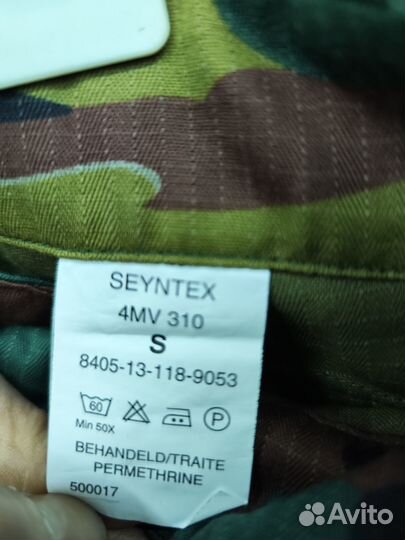 SEYNTEX
4MV 310
S
8405-13-118-9053
60 P
Min 50X
BEHANDELD/TRAITE
PERMETHRINE
500017
Avito